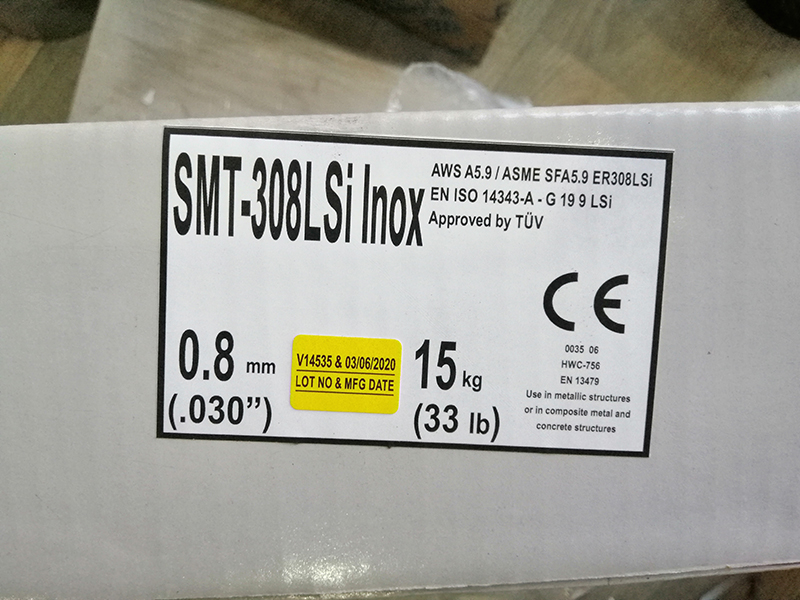 SMT-308LSi Inox
AWS A5.9 / ASME SFA5.9 ER308LSi
EN ISO 14343-A - G 19 9 LSi
Approved by TÜV
CE
0035 06
HWC-756
EN 13479
Use in metallic structures
or in composite metal and
concrete structures
0.8 mm
(.030”)
V14535 & 03/06/2020
LOT NO & MFG DATE
15 kg
(33 lb)